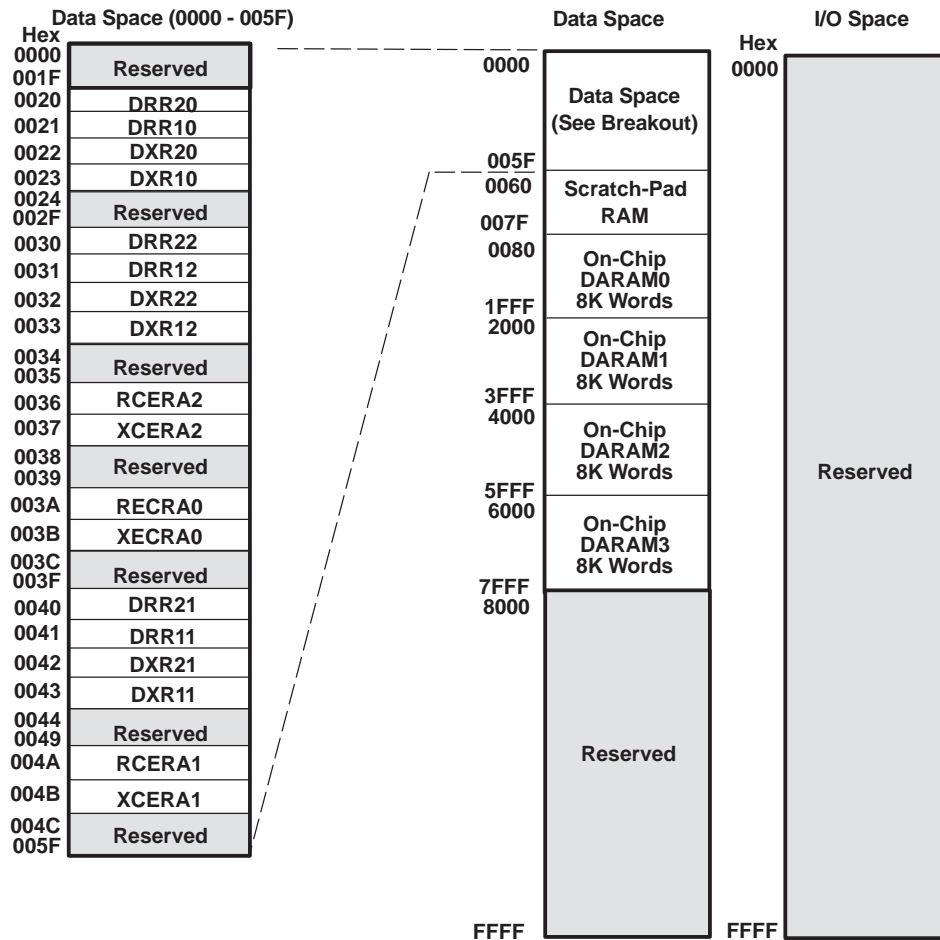 Data Space (0000 - 005F)
Hex
0000
001F
Reserved
0020
DRR20
0021
DRR10
0022
DXR20
0023
DXR10
0024
002F
Reserved
0030
DRR22
0031
DRR12
0032
DXR22
0033
DXR12
0034
0035
Reserved
0036
RCERA2
0037
XCERA2
0038
0039
Reserved
003A
RECRA0
003B
XECRA0
003C
003F
Reserved
0040
DRR21
0041
DRR11
0042
DXR21
0043
DXR11
0044
0049
Reserved
004A
RCERA1
004B
XCERA1
004C
005F
Reserved
Data Space
0000
Data Space
(See Breakout)
005F
0060
Scratch-Pad
RAM
007F
0080
On-Chip
DARAM0
8K Words
1FFF
2000
On-Chip
DARAM1
8K Words
3FFF
4000
On-Chip
DARAM2
8K Words
5FFF
6000
On-Chip
DARAM3
8K Words
7FFF
8000
Reserved
FFFF
I/O Space
Hex
0000
Reserved
FFFF